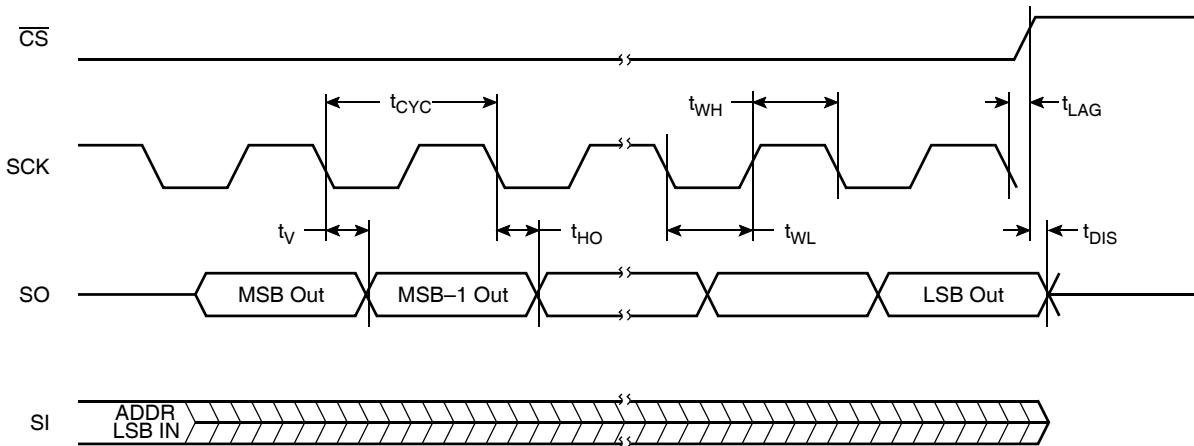 CS
tCYC
tWH
tLAG
SCK
tV
tHO
tWL
tDIS
SO
MSB Out
MSB–1 Out
LSB Out
SI
ADDR
LSB IN